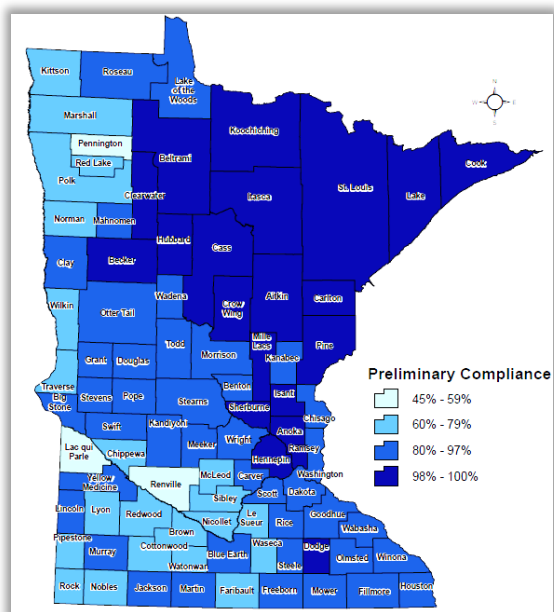 Kittson
Roseau
Lake
of the
Woods
Marshall
Koochiching
Pennington
Red Lake
Beltrami
Cook
Polk
Clearwater
Itasca
St. Louis
Lake
Norman
Mahnomen
Hubbard
Cass
Clay
Becker
Wadena
Crow
Wing
Aitkin
Carlton
Wilkin
Otter Tail
Todd
Mille
Lacs
Pine
Grant
Douglas
Morrison
Kanabec
Traverse
Big
Stone
Stevens
Pope
Stearns
Benton
Sherburne
Isanti
Chisago
Swift
Kandiyohi
Meeker
Wright
Anoka
Ramsey
Hennepin
Washington
Lac qui
Parle
Chippewa
Yellow
Medicine
Renville
McLeod
Carver
Scott
Dakota
Sibley
Lincoln
Lyon
Redwood
Nicollet
Le
Sueur
Rice
Goodhue
Wabasha
Pipestone
Murray
Brown
Cottonwood
Watonwan
Blue Earth
Waseca
Steele
Dodge
Olmsted
Winona
Rock
Nobles
Jackson
Martin
Faribault
Freeborn
Mower
Fillmore
Houston
N
W
E
S
Preliminary Compliance
45% - 59%
60% - 79%
80% - 97%
98% - 100%